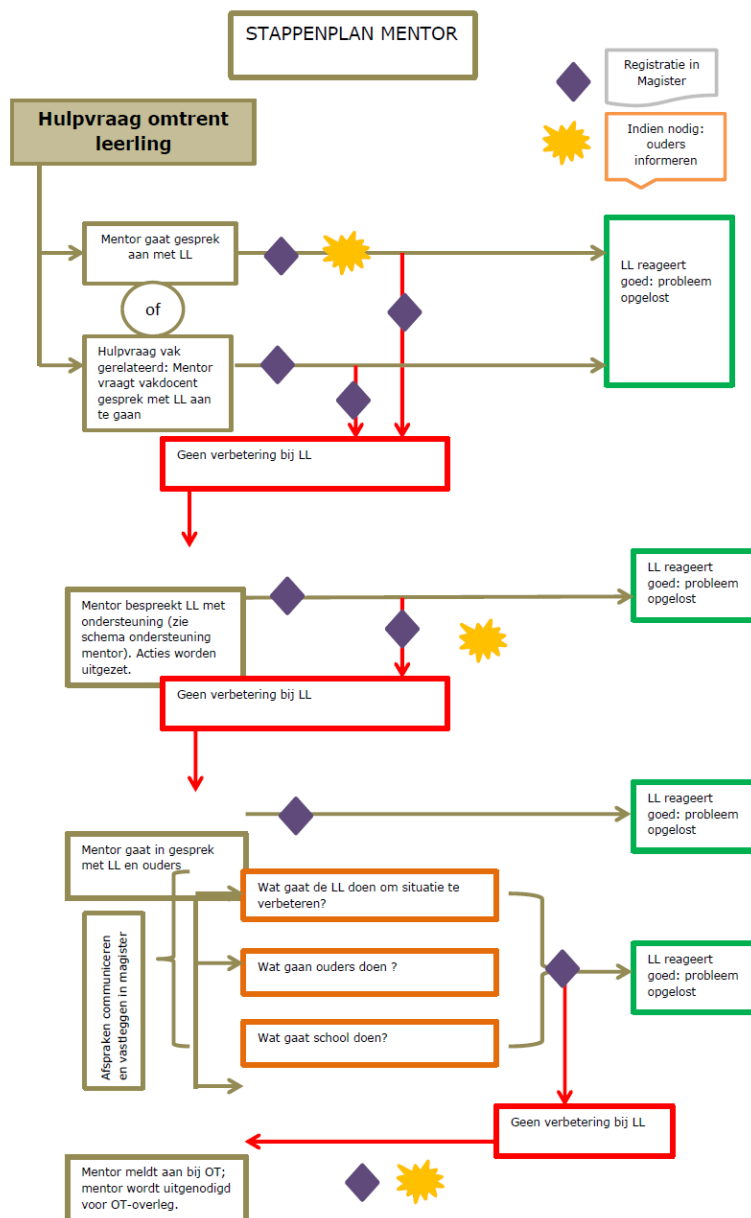 STAPPENPLAN MENTOR
Registratie in
Magister
Indien nodig:
ouders
informeren
Hulpvraag omtrent
leerling
Mentor gaat gesprek
aan met LL
of
Hulpvraag vak
gerelateerd: Mentor
vraagt vakdocent
gesprek met LL aan
te gaan
LL reageert
goed: probleem
opgelost
Geen verbetering bij LL
Mentor bespreekt LL met
ondersteuning (zie
schema ondersteuning
mentor). Acties worden
uitgezet.
LL reageert
goed: probleem
opgelost
Geen verbetering bij LL
LL reageert
goed: probleem
opgelost
Mentor gaat in gesprek
met LL en ouders
Afspraken communiceren
en vastleggen in magister
Wat gaat de LL doen om situatie te
verbeteren?
Wat gaan ouders doen ?
Wat gaat school doen?
LL reageert
goed: probleem
opgelost
Geen verbetering bij LL
Mentor meldt aan bij OT;
mentor wordt uitgenodigd
voor OT-overleg.